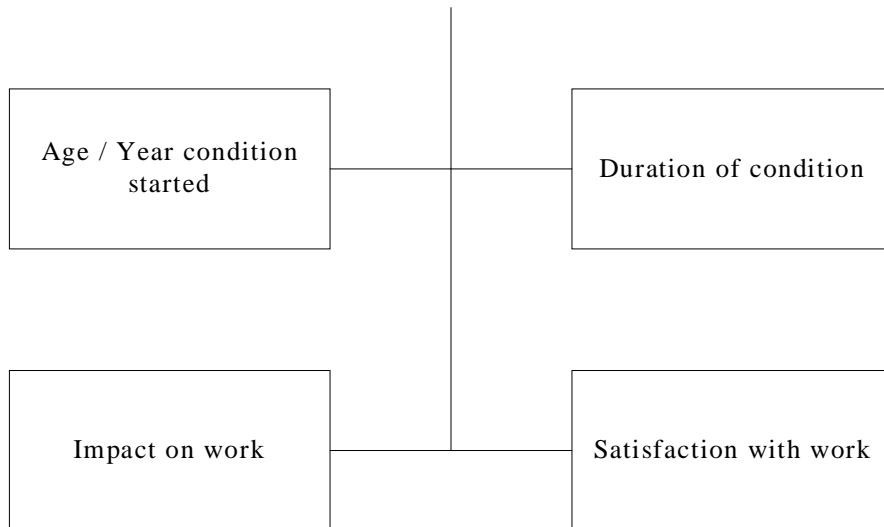 Age / Year condition
started
Duration of condition
Impact on work
Satisfaction with work